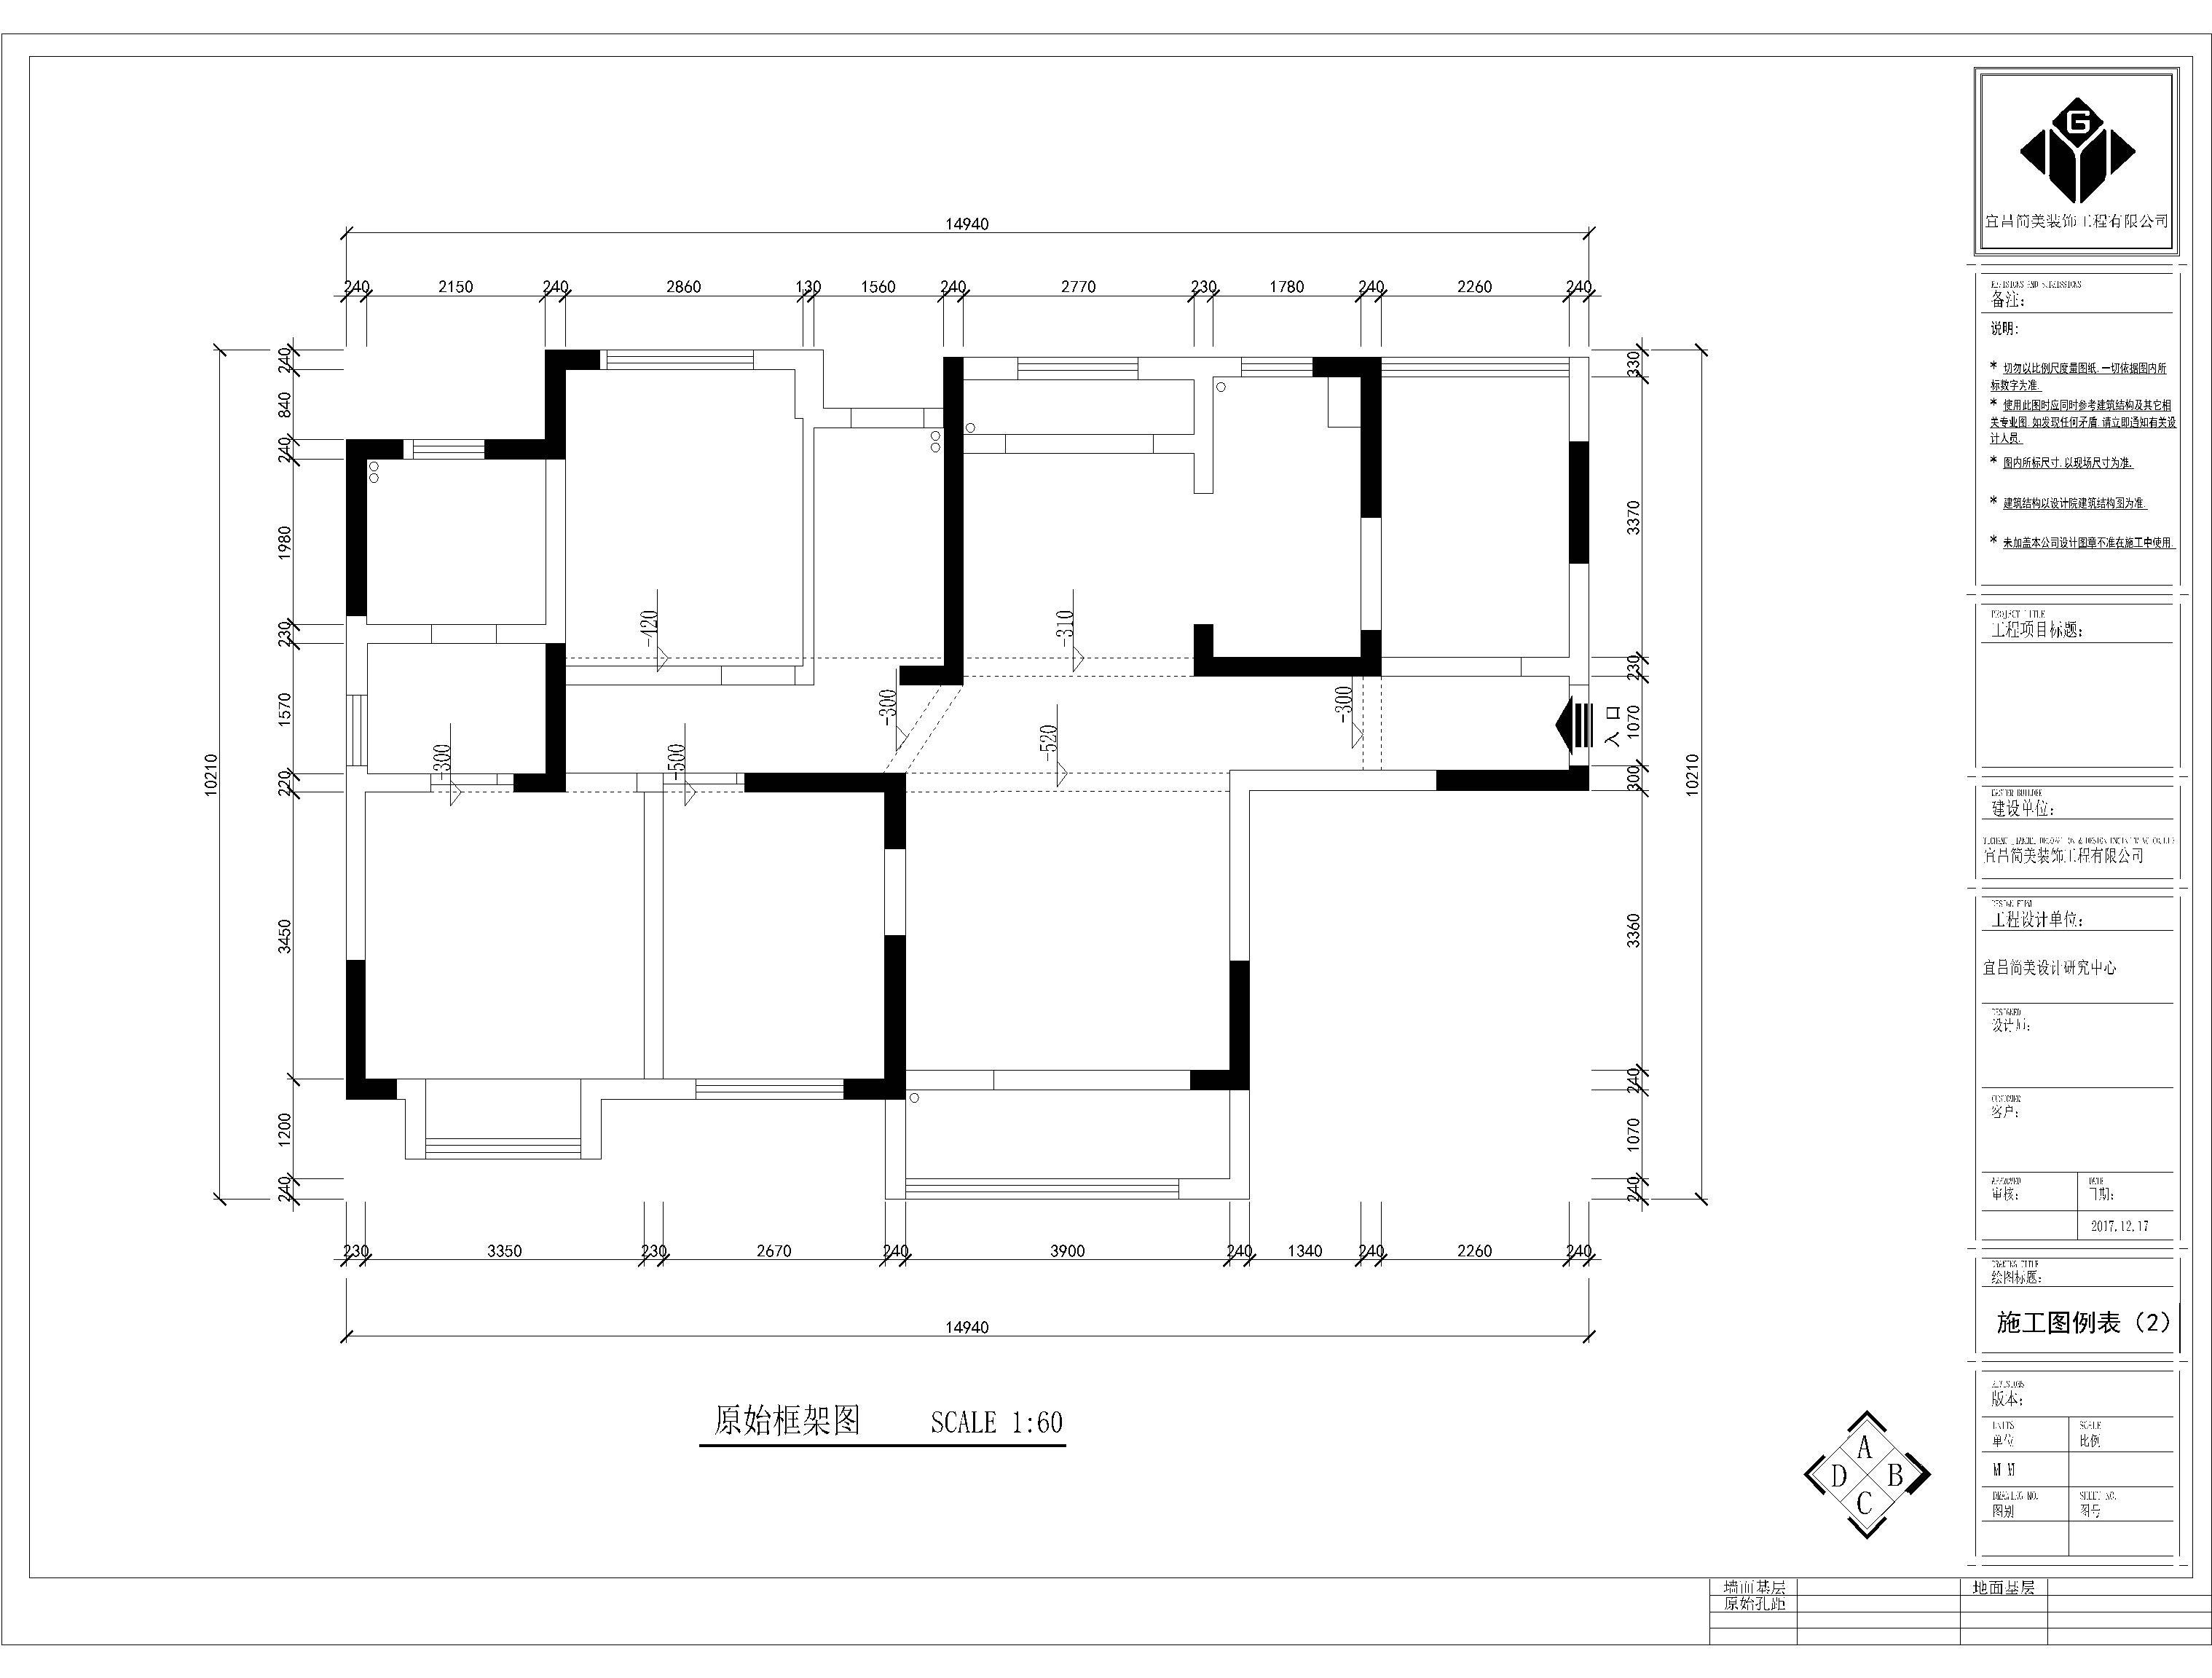 14940
240 2150 240 2860 130 1560 240 2770 230 1780 240 2260 240
10210
240
840
240
1980
230
1570
220
3450
1200
240
330
3370
230
1070
300
3360
240
1070
240
10210
-420
-310
-300
-300
-520
-300
-500
入口
230 3350 230 2670 240 3900 240 1340 240 2260 240
14940
原始框架图 SCALE 1:60
A
D B
C
G
宜昌简美装饰工程有限公司
备注:
说明:
* 切勿以比例尺度量图纸.一切依据图内所
标数字为准.
* 使用此图时应同时参考建筑结构及其它相
关专业图.如发现任何矛盾.请立即通知有关设
计人员.
* 图内所标尺寸.以现场尺寸为准.
* 建筑结构以设计院建筑结构图为准.
* 未加盖本公司设计图章不准在施工中使用.
PROJECT TITLE
工程项目标题:
建设单位:
宜昌简美装饰工程有限公司
工程设计单位:
宜昌简美设计研究中心
设计师:
CUSTOMER
客户:
APPROVED DATE
审核: 日期:
2017.12.17
DRAWING TITLE
绘图标题:
施工图例表（2）
版本:
UNITS SCALE
单位 比例
M M
DRAWING NO. SHEET NO.
图别 图号
墙面基层 地面基层
原始孔距